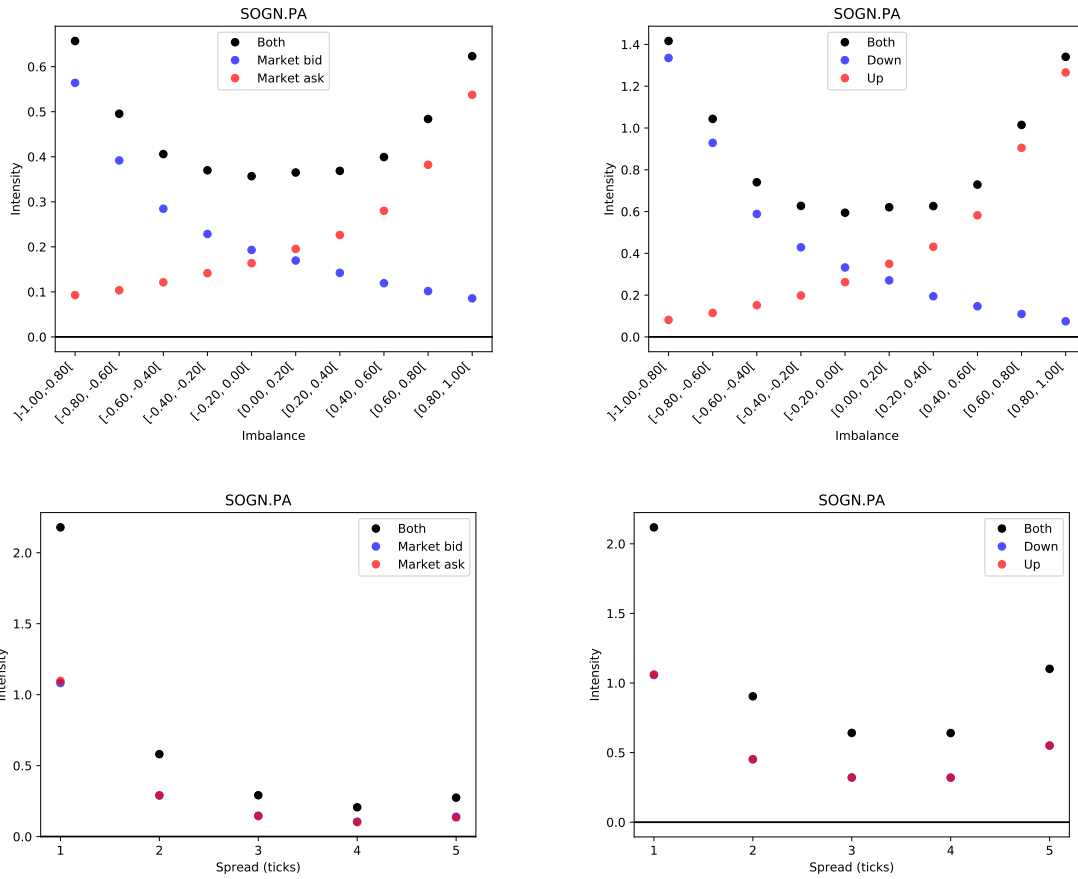 SOGN.PA
Both
Market bid
Market ask
Intensity
0.6
0.5
0.4
0.3
0.2
0.1
0.0
]-1.00,-0.80[
[-0.80, -0.60[
[-0.60, -0.40[
[-0.40, -0.20[
[-0.20, 0.00[
[0.00, 0.20[
[0.20, 0.40[
[0.40, 0.60[
[0.60, 0.80[
[0.80, 1.00[
Imbalance
SOGN.PA
Both
Down
Up
Intensity
1.4
1.2
1.0
0.8
0.6
0.4
0.2
0.0
]-1.00,-0.80[
[-0.80, -0.60[
[-0.60, -0.40[
[-0.40, -0.20[
[-0.20, 0.00[
[0.00, 0.20[
[0.20, 0.40[
[0.40, 0.60[
[0.60, 0.80[
[0.80, 1.00[
Imbalance
SOGN.PA
Both
Market bid
Market ask
Intensity
2.0
1.5
1.0
0.5
0.0
1 2 3 4 5
Spread (ticks)
SOGN.PA
Both
Down
Up
Intensity
2.0
1.5
1.0
0.5
0.0
1 2 3 4 5
Spread (ticks)